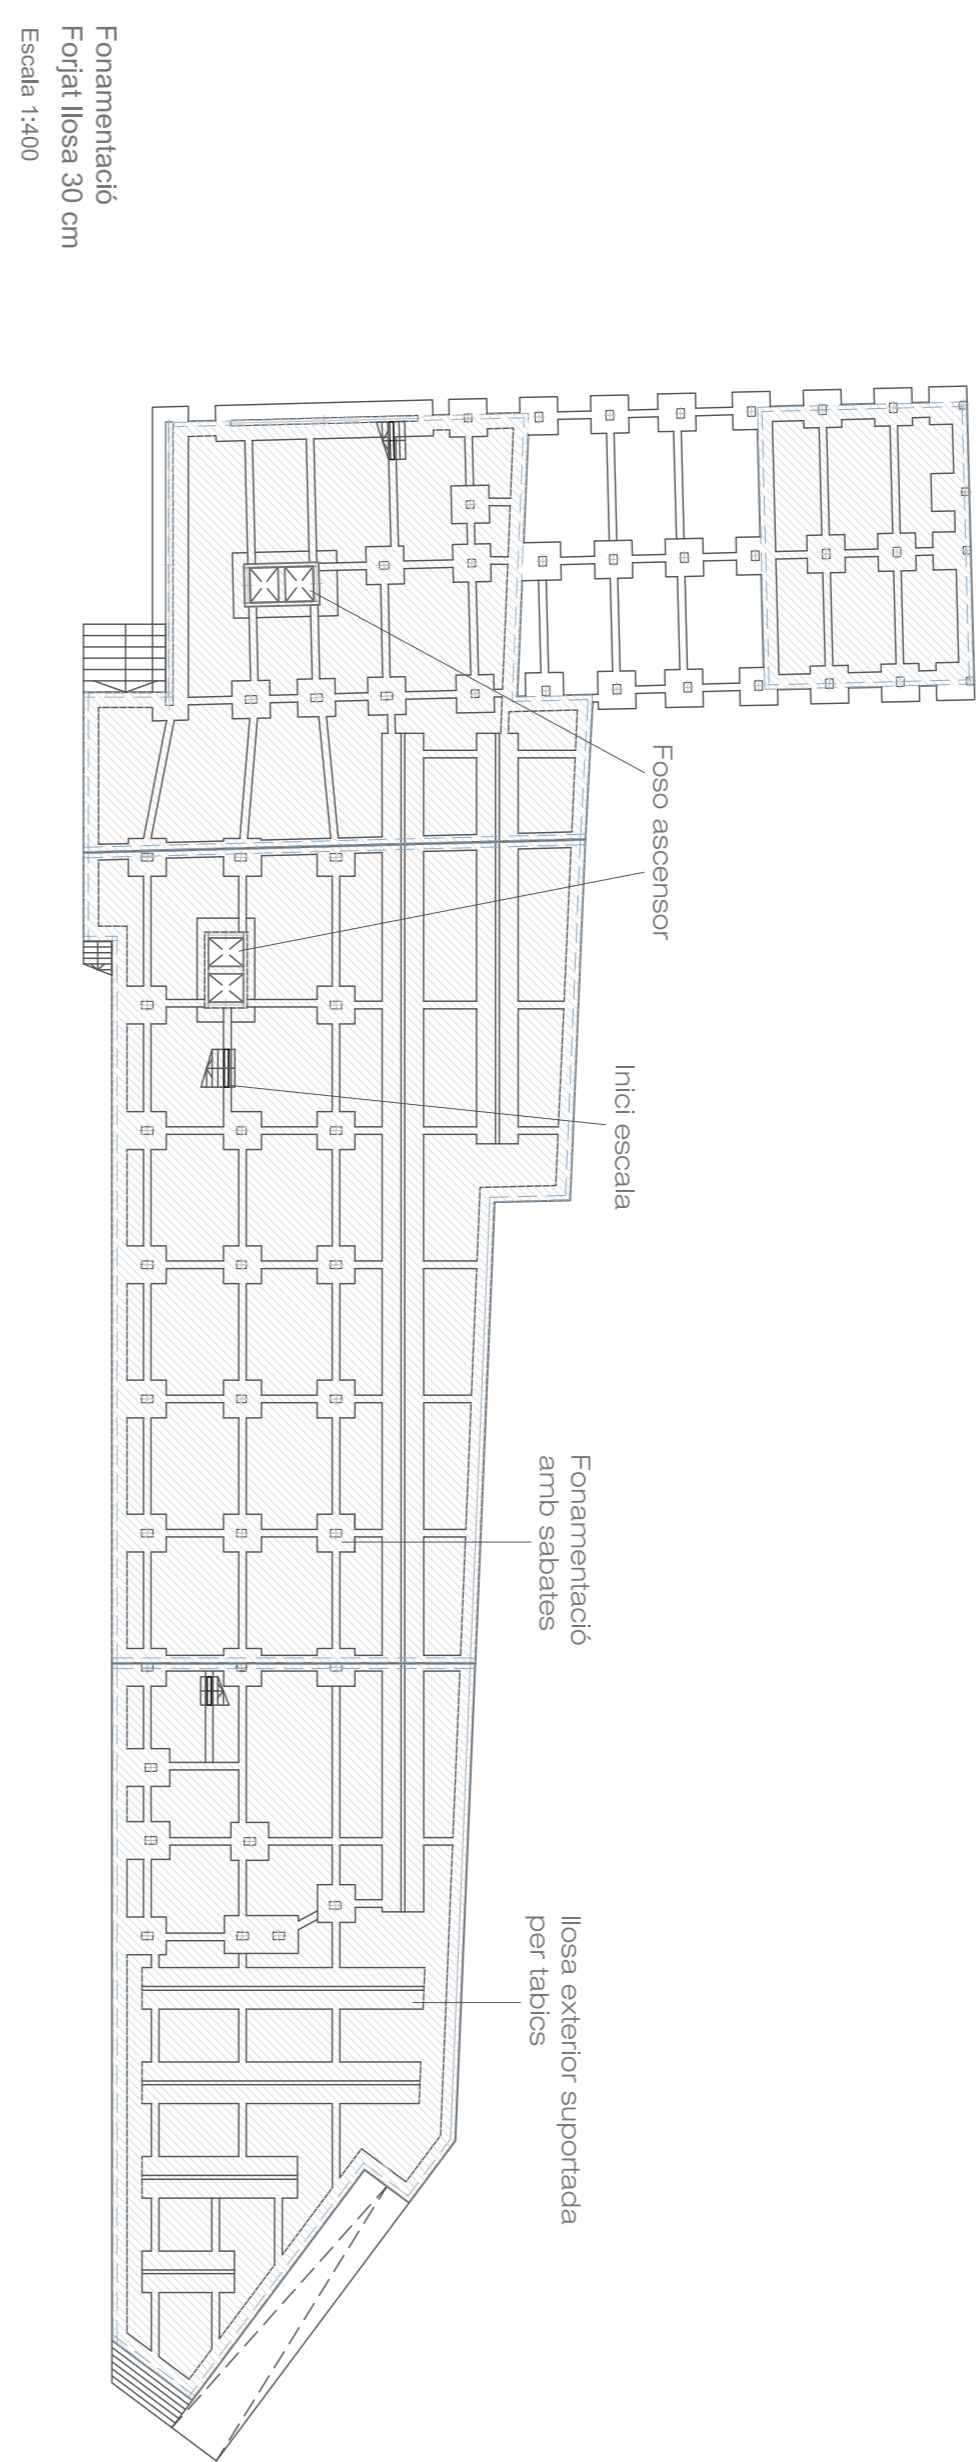 Fonamentació
Forjat llosa 30 cm
Escala 1:400
Foso ascensor
Inici escala
Fonamentació
amb sabates
llosa exterior suportada
per tabics